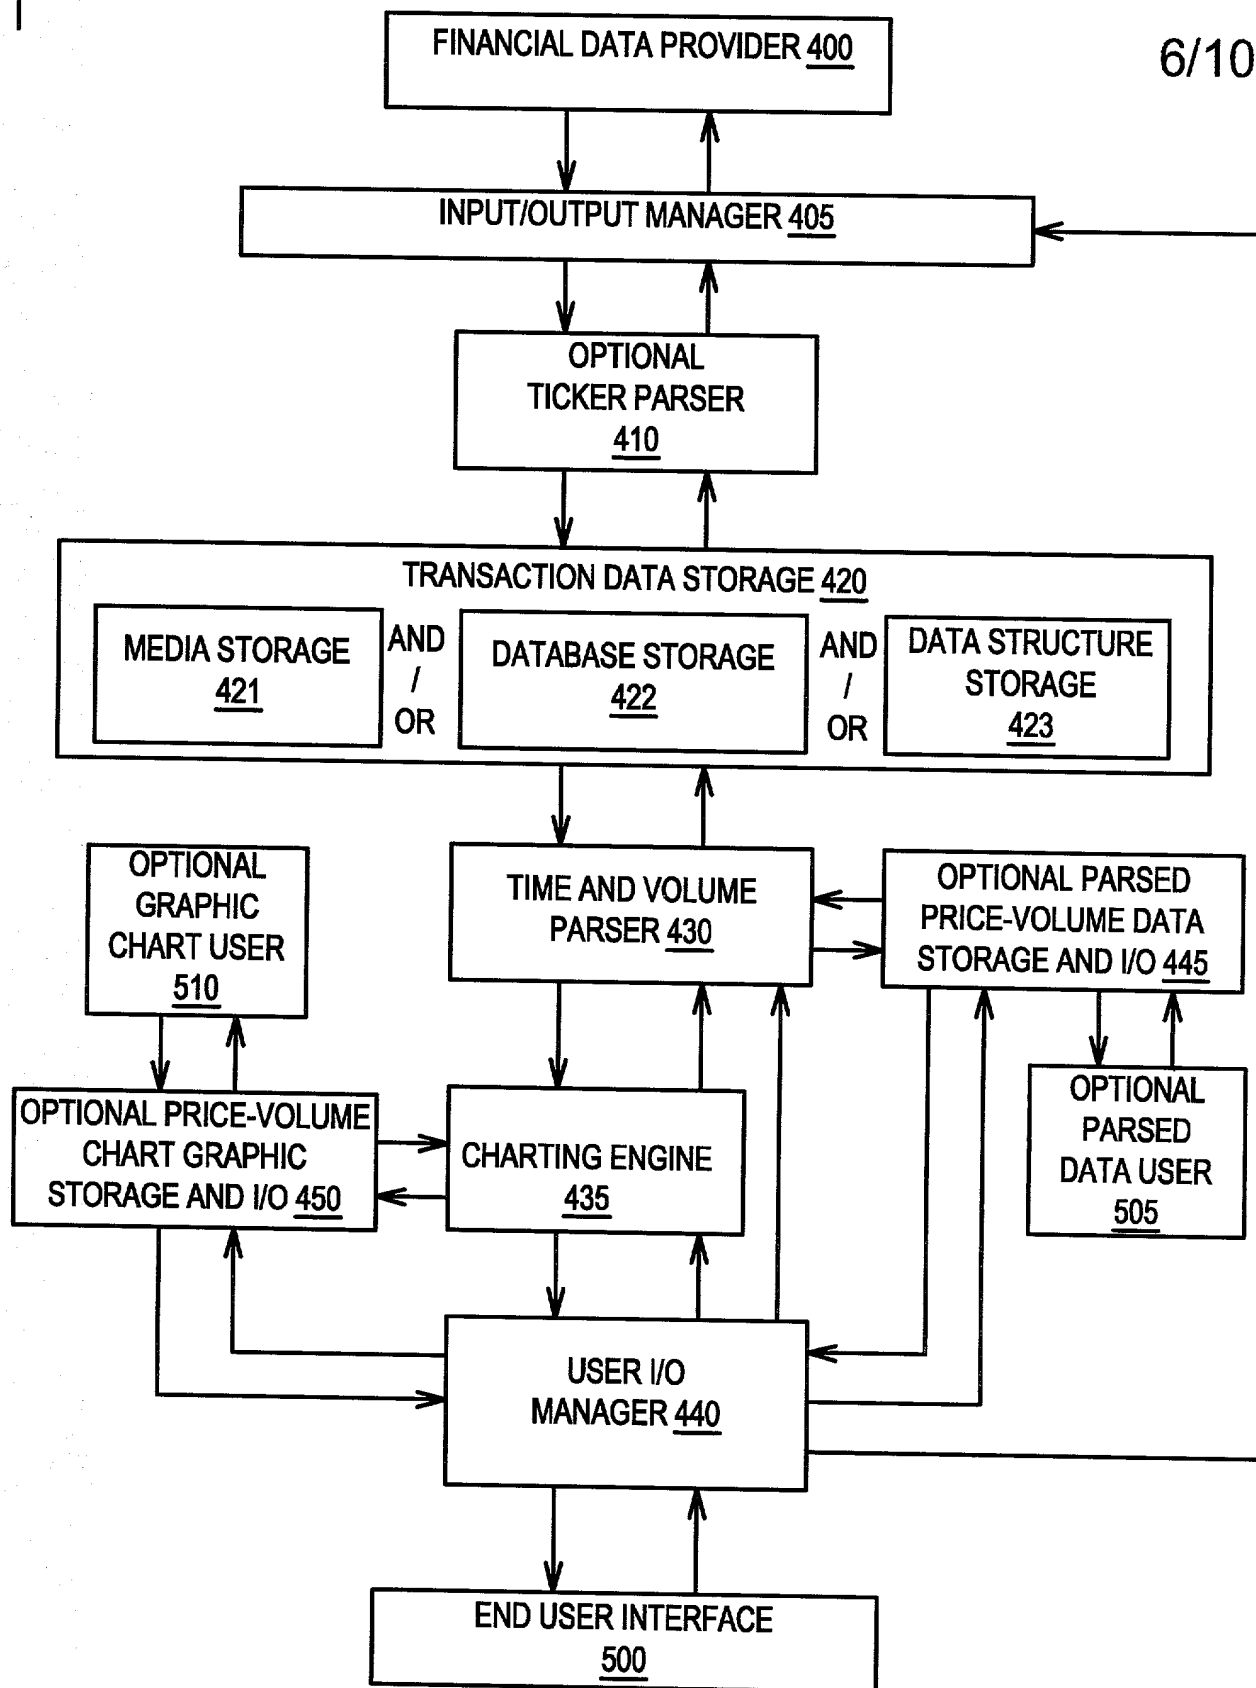 6/10
FINANCIAL DATA PROVIDER 400
INPUT/OUTPUT MANAGER 405
OPTIONAL
TICKER PARSER
410
TRANSACTION DATA STORAGE 420
MEDIA STORAGE
421
AND
/
OR
DATABASE STORAGE
422
AND
/
OR
DATA STRUCTURE
STORAGE
423
OPTIONAL
GRAPHIC
CHART USER
510
TIME AND VOLUME
PARSER 430
OPTIONAL PARSED
PRICE-VOLUME DATA
STORAGE AND I/O 445
OPTIONAL PRICE-VOLUME
CHART GRAPHIC
STORAGE AND I/O 450
CHARTING ENGINE
435
OPTIONAL
PARSED
DATA USER
505
USER I/O
MANAGER 440
END USER INTERFACE
500